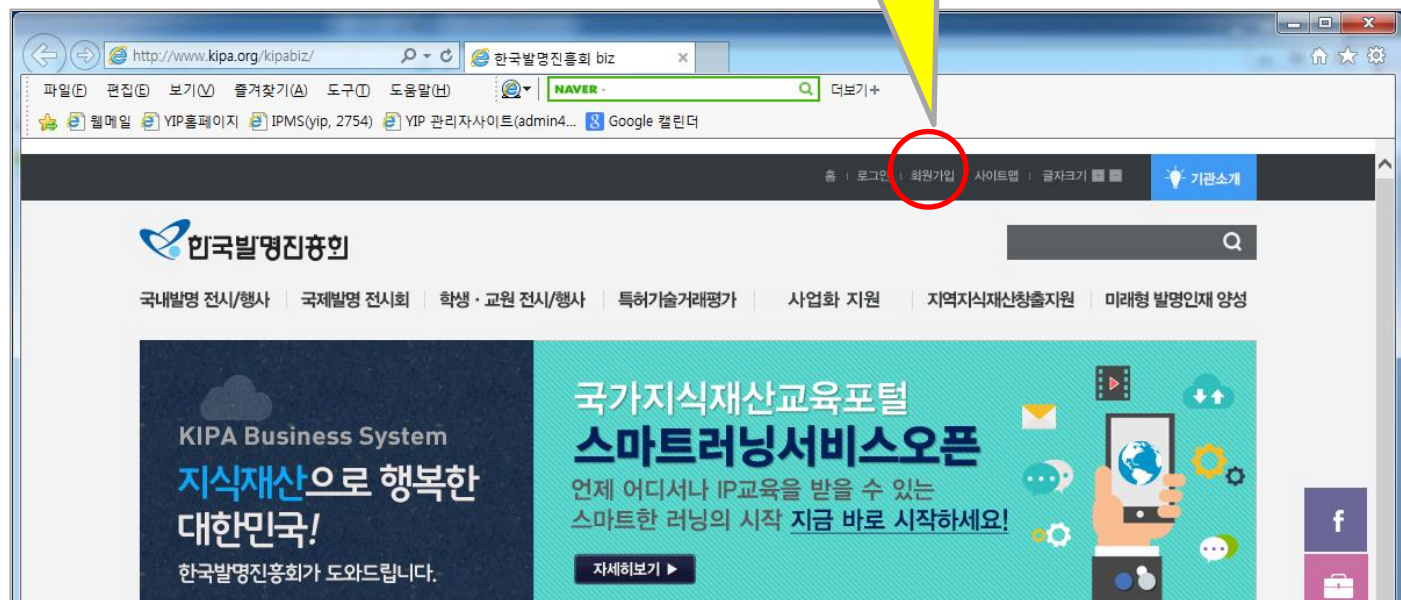 http://www.kipa.org/kipabiz/
한국발명진흥회 biz
파일(F) 편집(E) 보기(V) 즐겨찾기(A) 도구(T) 도움말(H)
NAVER
더보기+
웹메일 YIP홈페이지 IPMS(yip, 2754) YIP 관리자사이트(admin4... Google 캘린더
홈 로그인 회원가입 사이트맵 글자크기 + -
기관소개
한국발명진흥회
국내발명 전시/행사 국제발명 전시회 학생 · 교원 전시/행사 특허기술거래평가 사업화 지원 지역지식재산창출지원 미래형 발명인재 양성
KIPA Business System
지식재산으로 행복한
대한민국!
한국발명진흥회가 도와드립니다.
국가지식재산교육포털
스마트러닝서비스오픈
언제 어디서나 IP교육을 받을 수 있는
스마트한 러닝의 시작 지금 바로 시작하세요!
자세히보기 ▶
f